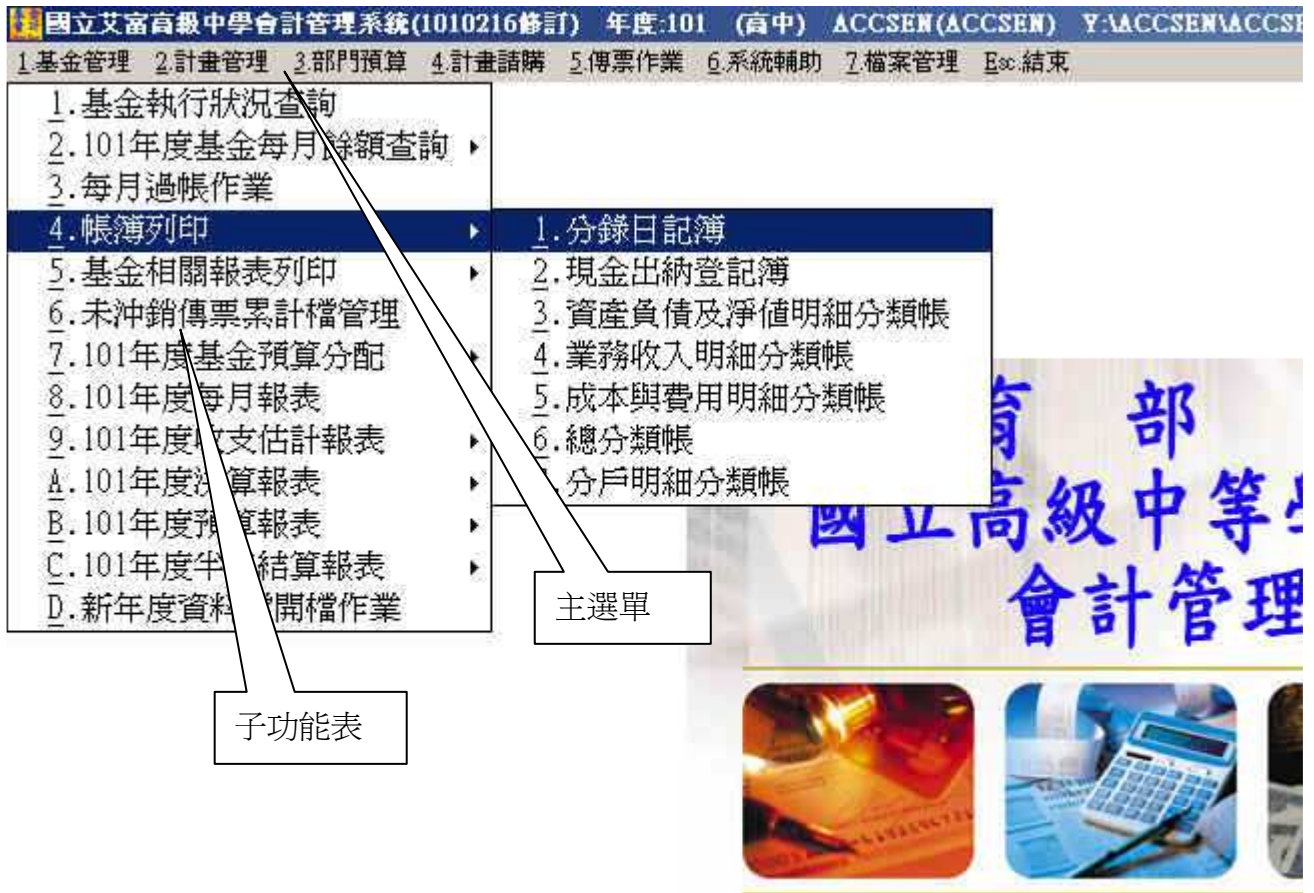 國立艾富高級中學會計管理系統(1010216修訂) 年度:101 (高中) ACCSEN(ACCSEN) Y:\ACCSEN\ACCSE
1.基金管理 2.計畫管理 3.部門預算 4.計畫請購 5.傳票作業 6.系統輔助 7.檔案管理 Esc.結束
1.基金執行狀況查詢
2.101年度基金每月餘額查詢
3.每月過帳作業
4.帳簿列印
5.基金相關報表列印
6.未沖銷傳票累計檔管理
7.101年度基金預算分配
8.101年度每月報表
9.101年度收支估計報表
A.101年度決算報表
B.101年度預算報表
C.101年度半年結算報表
D.新年度資料檔開檔作業
1.分錄日記簿
2.現金出納登記簿
3.資產負債及淨值明細分類帳
4.業務收入明細分類帳
5.成本與費用明細分類帳
6.總分類帳
.分戶明細分類帳
育 部
國立高級中等學
會計管理
主選單
子功能表